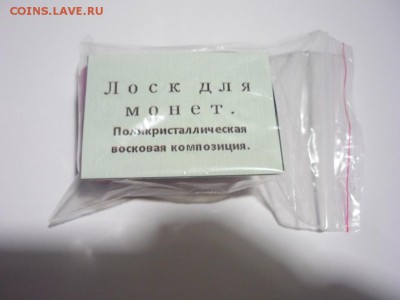 COINS.LAVE.RU
Лоск для
монет.
Поликристаллическая
восковая композиция.